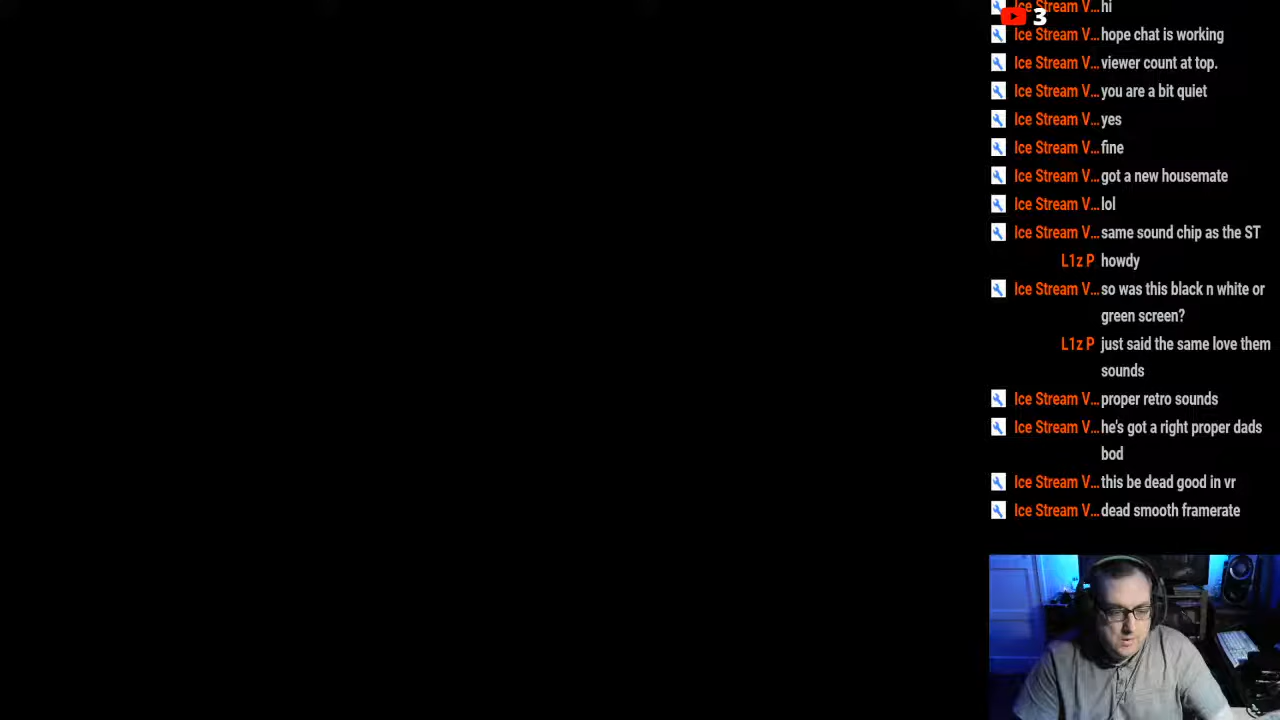 Ice Stream V... hi
3
Ice Stream V... hope chat is working
Ice Stream V... viewer count at top.
Ice Stream V... you are a bit quiet
Ice Stream V... yes
Ice Stream V... fine
Ice Stream V... got a new housemate
Ice Stream V... lol
Ice Stream V... same sound chip as the ST
L1z P howdy
Ice Stream V... so was this black n white or
green screen?
L1z P just said the same love them
sounds
Ice Stream V... proper retro sounds
Ice Stream V... he's got a right proper dads
bod
Ice Stream V... this be dead good in vr
Ice Stream V... dead smooth framerate